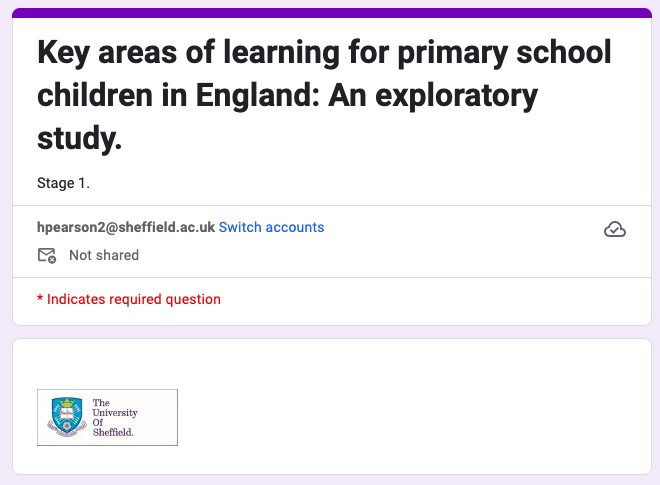 Key areas of learning for primary school
children in England: An exploratory
study.
Stage 1.
hpearson2@sheffield.ac.uk Switch accounts
Not shared
* Indicates required question
The
University
Of
Sheffield.